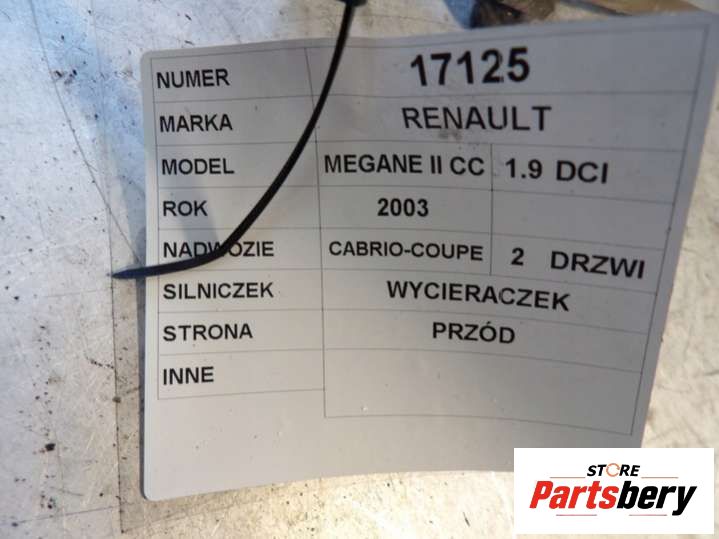 NUMER 17125
MARKA RENAULT
MODEL MEGANE II CC 1.9 DCI
ROK 2003
NADWOZIE CABRIO-COUPE 2 DRZWI
SILNICZEK WYCIERACZEK
STRONA PRZÓD
INNE
STORE
Partsbery